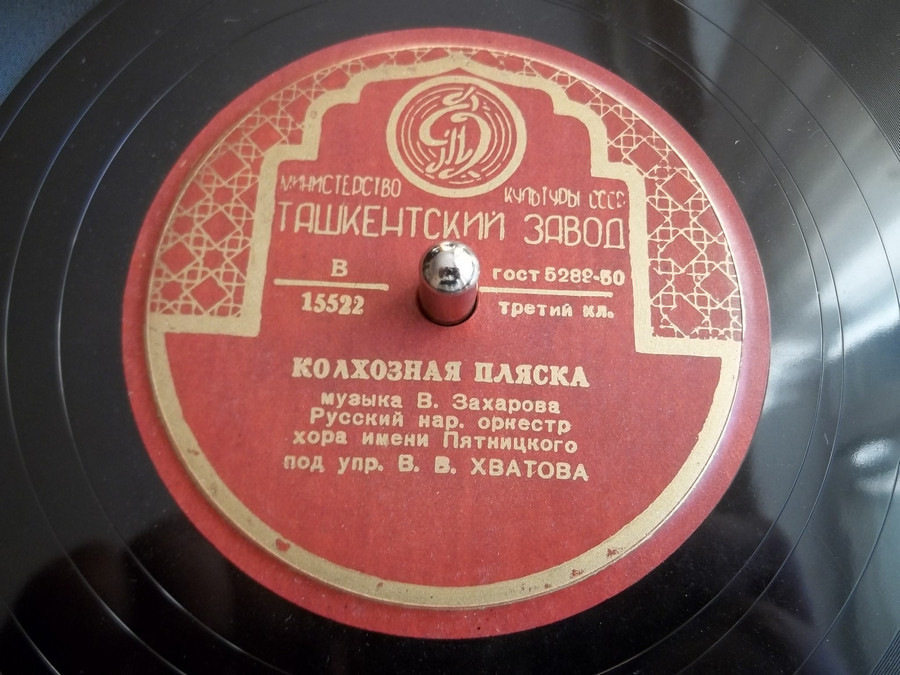 МИНИСТЕРСТВО КУЛЬТУРЫ СССР
ТАШКЕНТСКИЙ ЗАВОД
В
15522
ГОСТ 5289-50
третий кл.
КОЛХОЗНАЯ ПЛЯСКА
музыка В. Захарова
Русский нар. оркестр
хора имени Пятницкого
под упр. В. В. ХВАТОВА